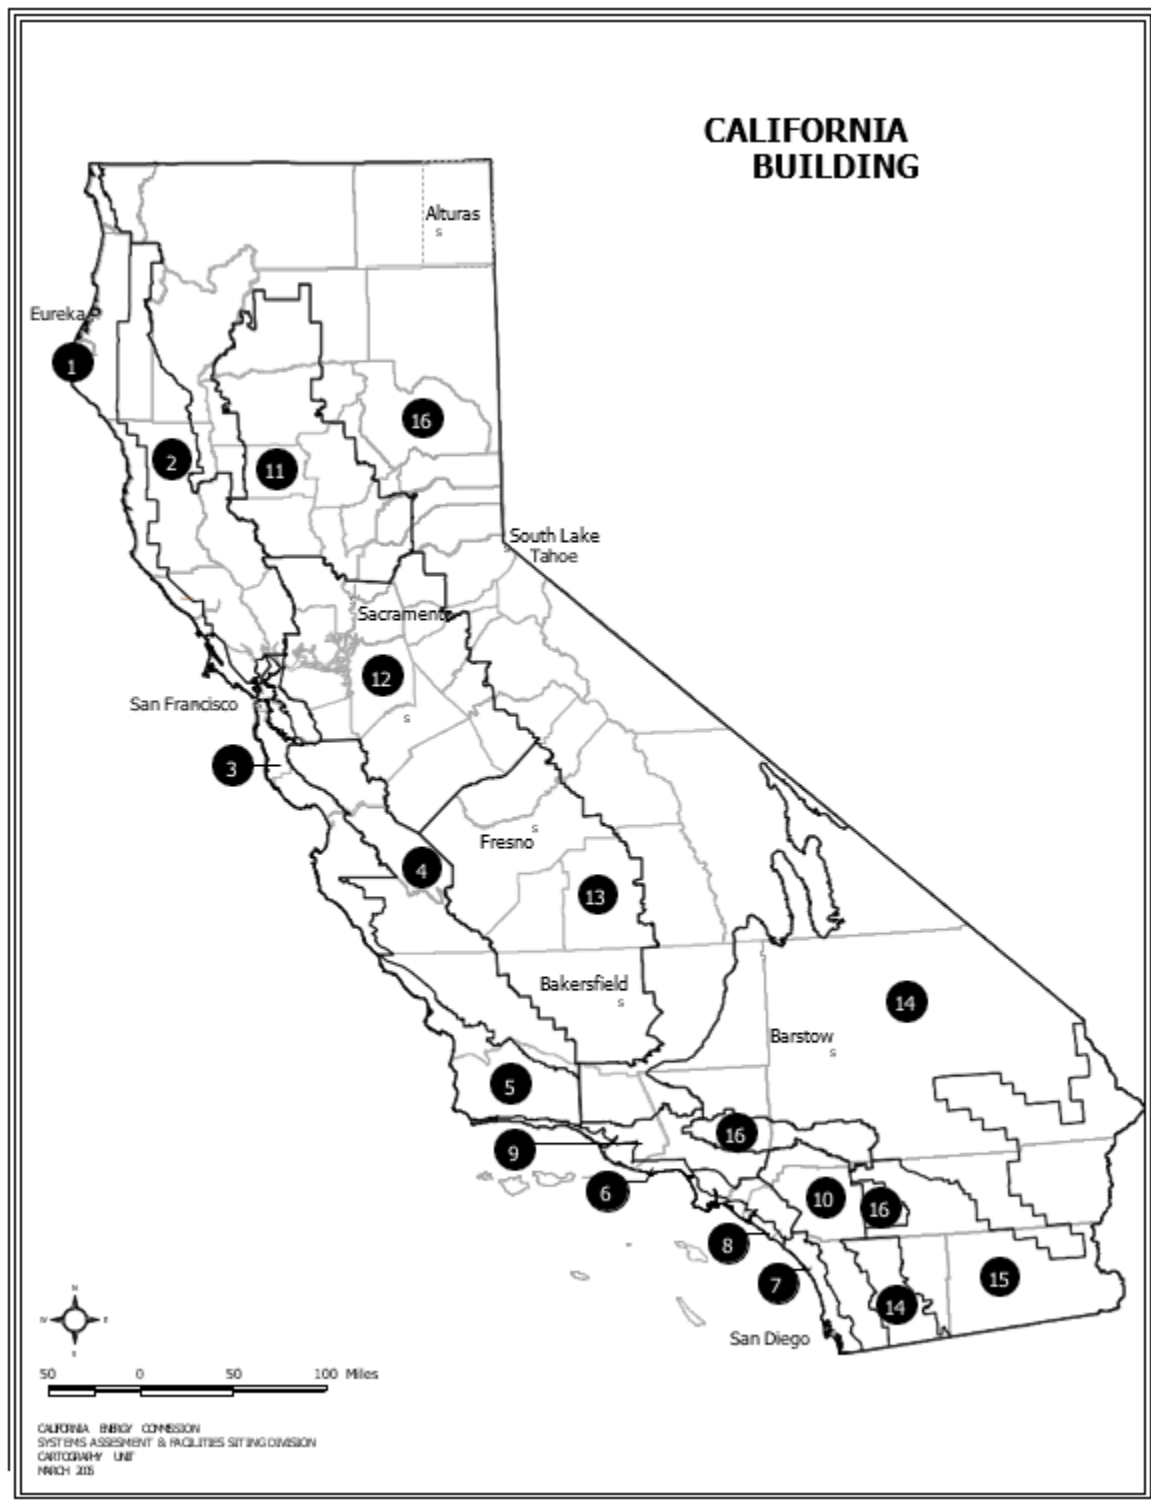 CALIFORNIA
BUILDING
Alturas
S
Eureka
1
16
2
11
South Lake
Tahoe
Sacramento
12
San Francisco
S
3
Fresno
S
4
13
Bakersfield
S
14
Barstow
S
5
16
9
6
10
16
8
7
15
14
San Diego
N
W
E
S
50 0 50 100 Miles
CALIFORNIA ENERGY COMMISSION
SYSTEMS ASSESMENT & FACILITIES SITING DIVISION
CARTOGRAPHY UNIT
MARCH 2005